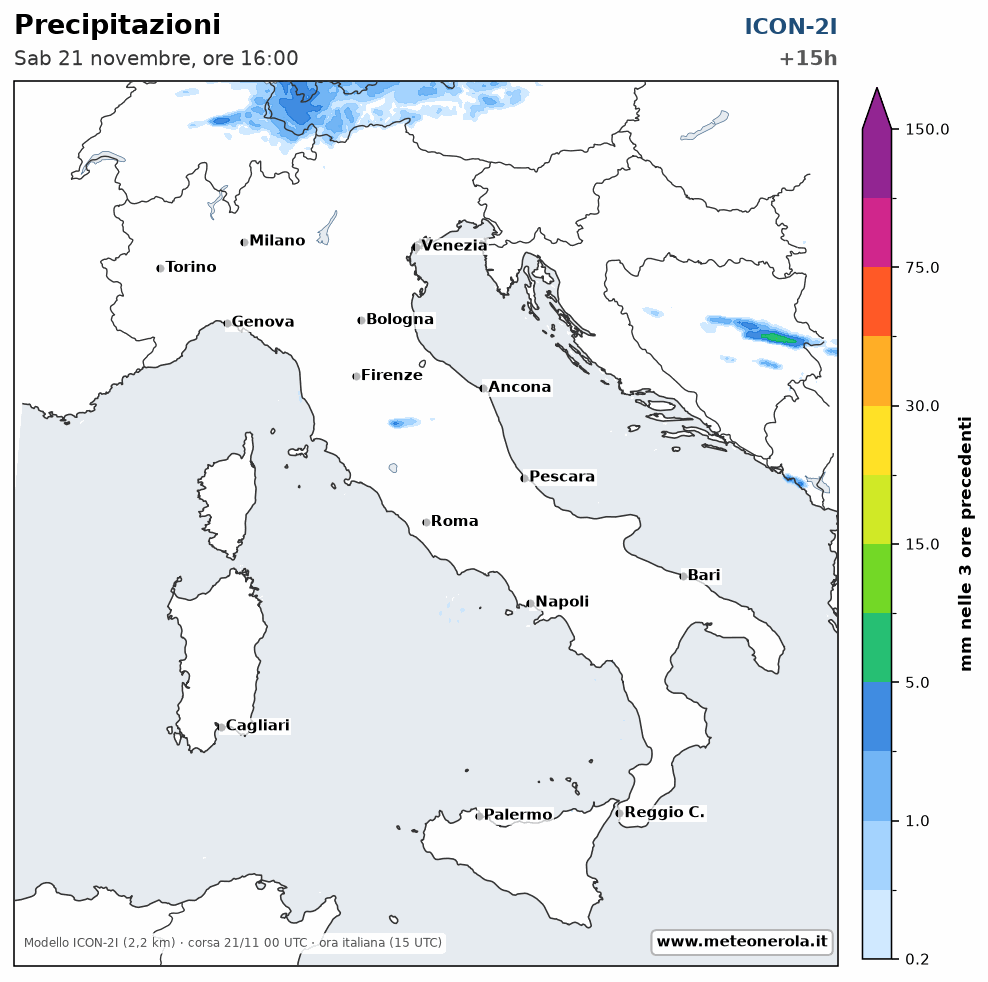 Precipitazioni
ICON-2I
Sab 21 novembre, ore 16:00
+15h
150.0
75.0
30.0
15.0
5.0
1.0
0.2
mm nelle 3 ore precedenti
Milano
Venezia
Torino
Genova
Bologna
Firenze
Ancona
Pescara
Roma
Bari
Napoli
Cagliari
Palermo
Reggio C.
Modello ICON-2I (2,2 km) · corsa 21/11 00 UTC · ora italiana (15 UTC)
www.meteonerola.it